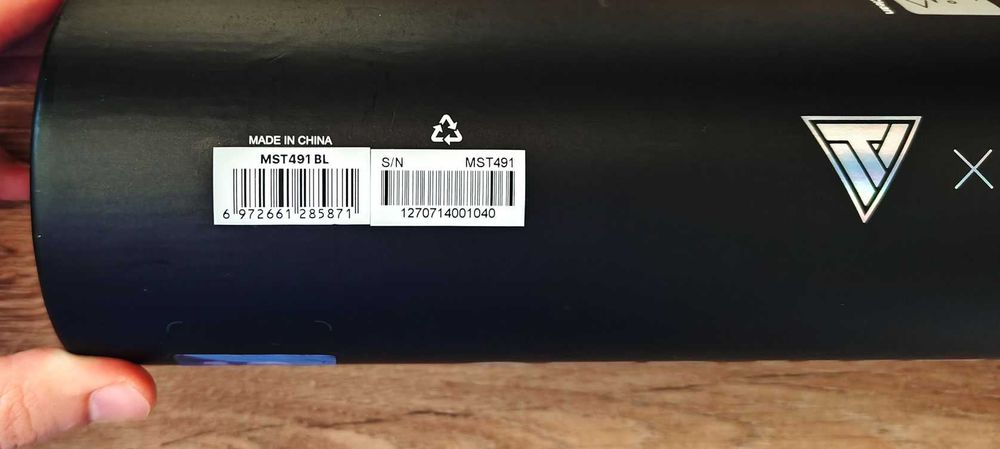 MADE IN CHINA
MST491 BL
6 972661 285871
S/N MST491
1270714001040